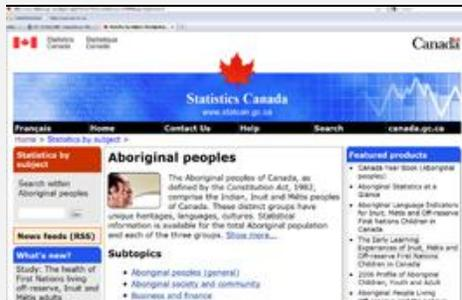 Statistics Canada
Statistique Canada
Canada
Statistics Canada
www.statcan.gc.ca
Français Home Contact Us Help Search canada.gc.ca
Home > Statistics by subject >
Statistics by subject
Search within Aboriginal peoples
News feeds (RSS)
What's new?
Study: The health of
First Nations living
off-reserve, Inuit and
Métis adults
Aboriginal peoples
The Aboriginal peoples of Canada, as
defined by the Constitution Act, 1982,
comprise the Indian, Inuit and Métis peoples
of Canada. These distinct groups have
unique heritages, languages, cultures. Statistical
information is available for the total Aboriginal population
and each of the three groups. Show more...
Subtopics
Aboriginal peoples (general)
Aboriginal society and community
Business and finance
Featured products
Canada Year Book (Aboriginal
peoples)
Aboriginal Statistics at a
Glance
Aboriginal Language Indicators
for Inuit, Métis and Off-reserve
First Nations Children in
Canada
The Early Learning
Experiences of Inuit, Métis and
Off-reserve First Nations
Children in Canada
2006 Profile of Aboriginal
Children, Youth and Adult
Aboriginal People Living